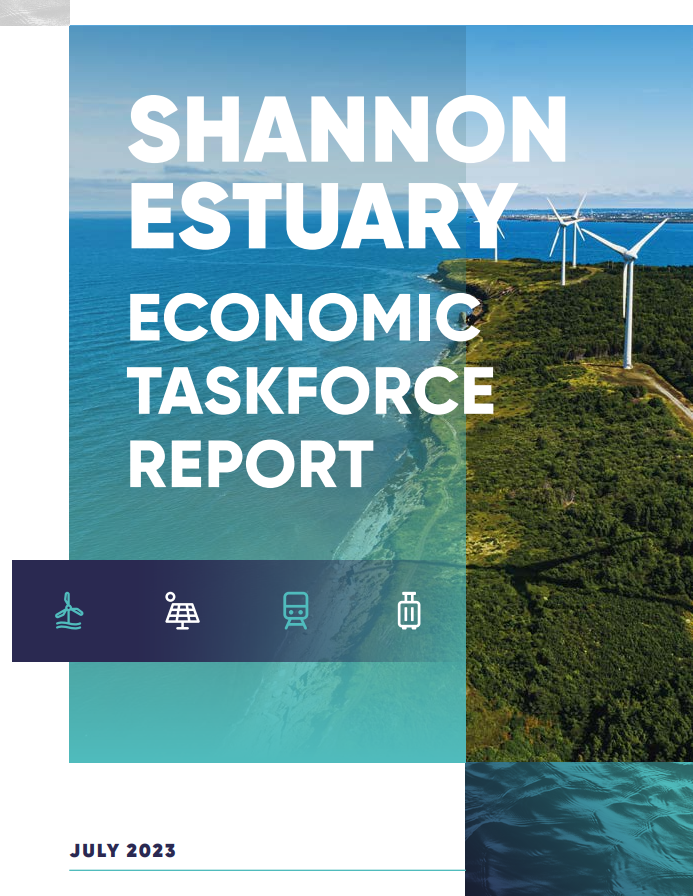 SHANNON
ESTUARY
ECONOMIC
TASKFORCE
REPORT
JULY 2023